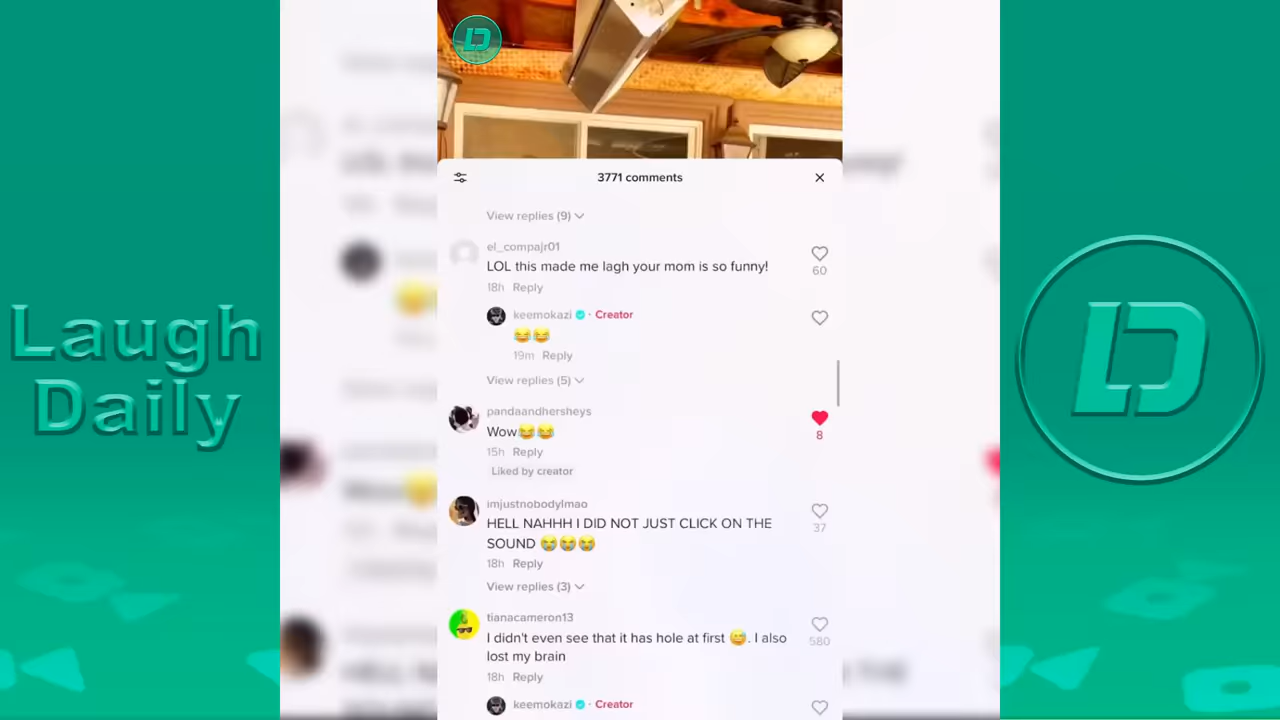 Laugh
Daily
LD
LD
3771 comments
View replies (9)
el_compajr01
LOL this made me lagh your mom is so funny!
60
18h Reply
keemokazi · Creator
😂😂
19m Reply
View replies (5)
pandaandhersheys
Wow😂😂
8
15h Reply
Liked by creator
imjustnobodylmao
HELL NAHHH I DID NOT JUST CLICK ON THE
SOUND 😭😭😭
37
18h Reply
View replies (3)
tianacameron13
I didn't even see that it has hole at first 😅. I also
lost my brain
580
18h Reply
keemokazi · Creator